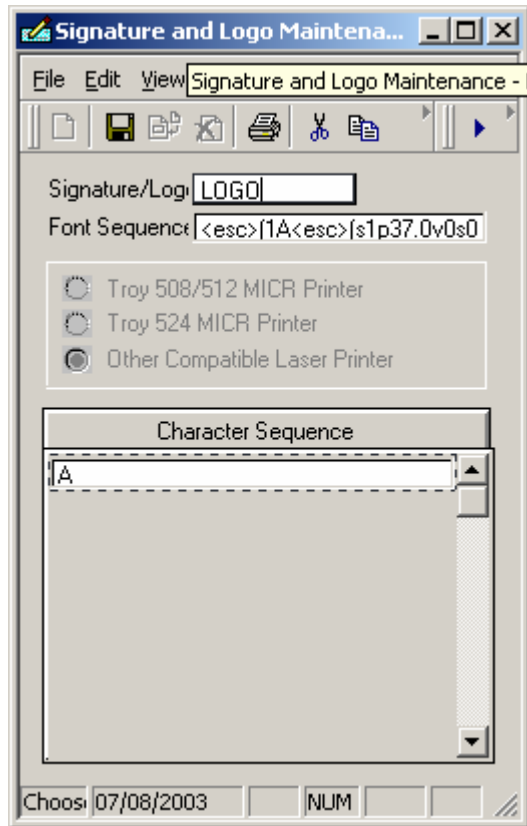 Signature and Logo Maintena...
File Edit View Signature and Logo Maintenance -
Signature/Logo LOGO
Font Sequence <esc>(1A<esc>(s1p37.0v0s0
Troy 508/512 MICR Printer
Troy 524 MICR Printer
Other Compatible Laser Printer
Character Sequence
A
Choos 07/08/2003 NUM